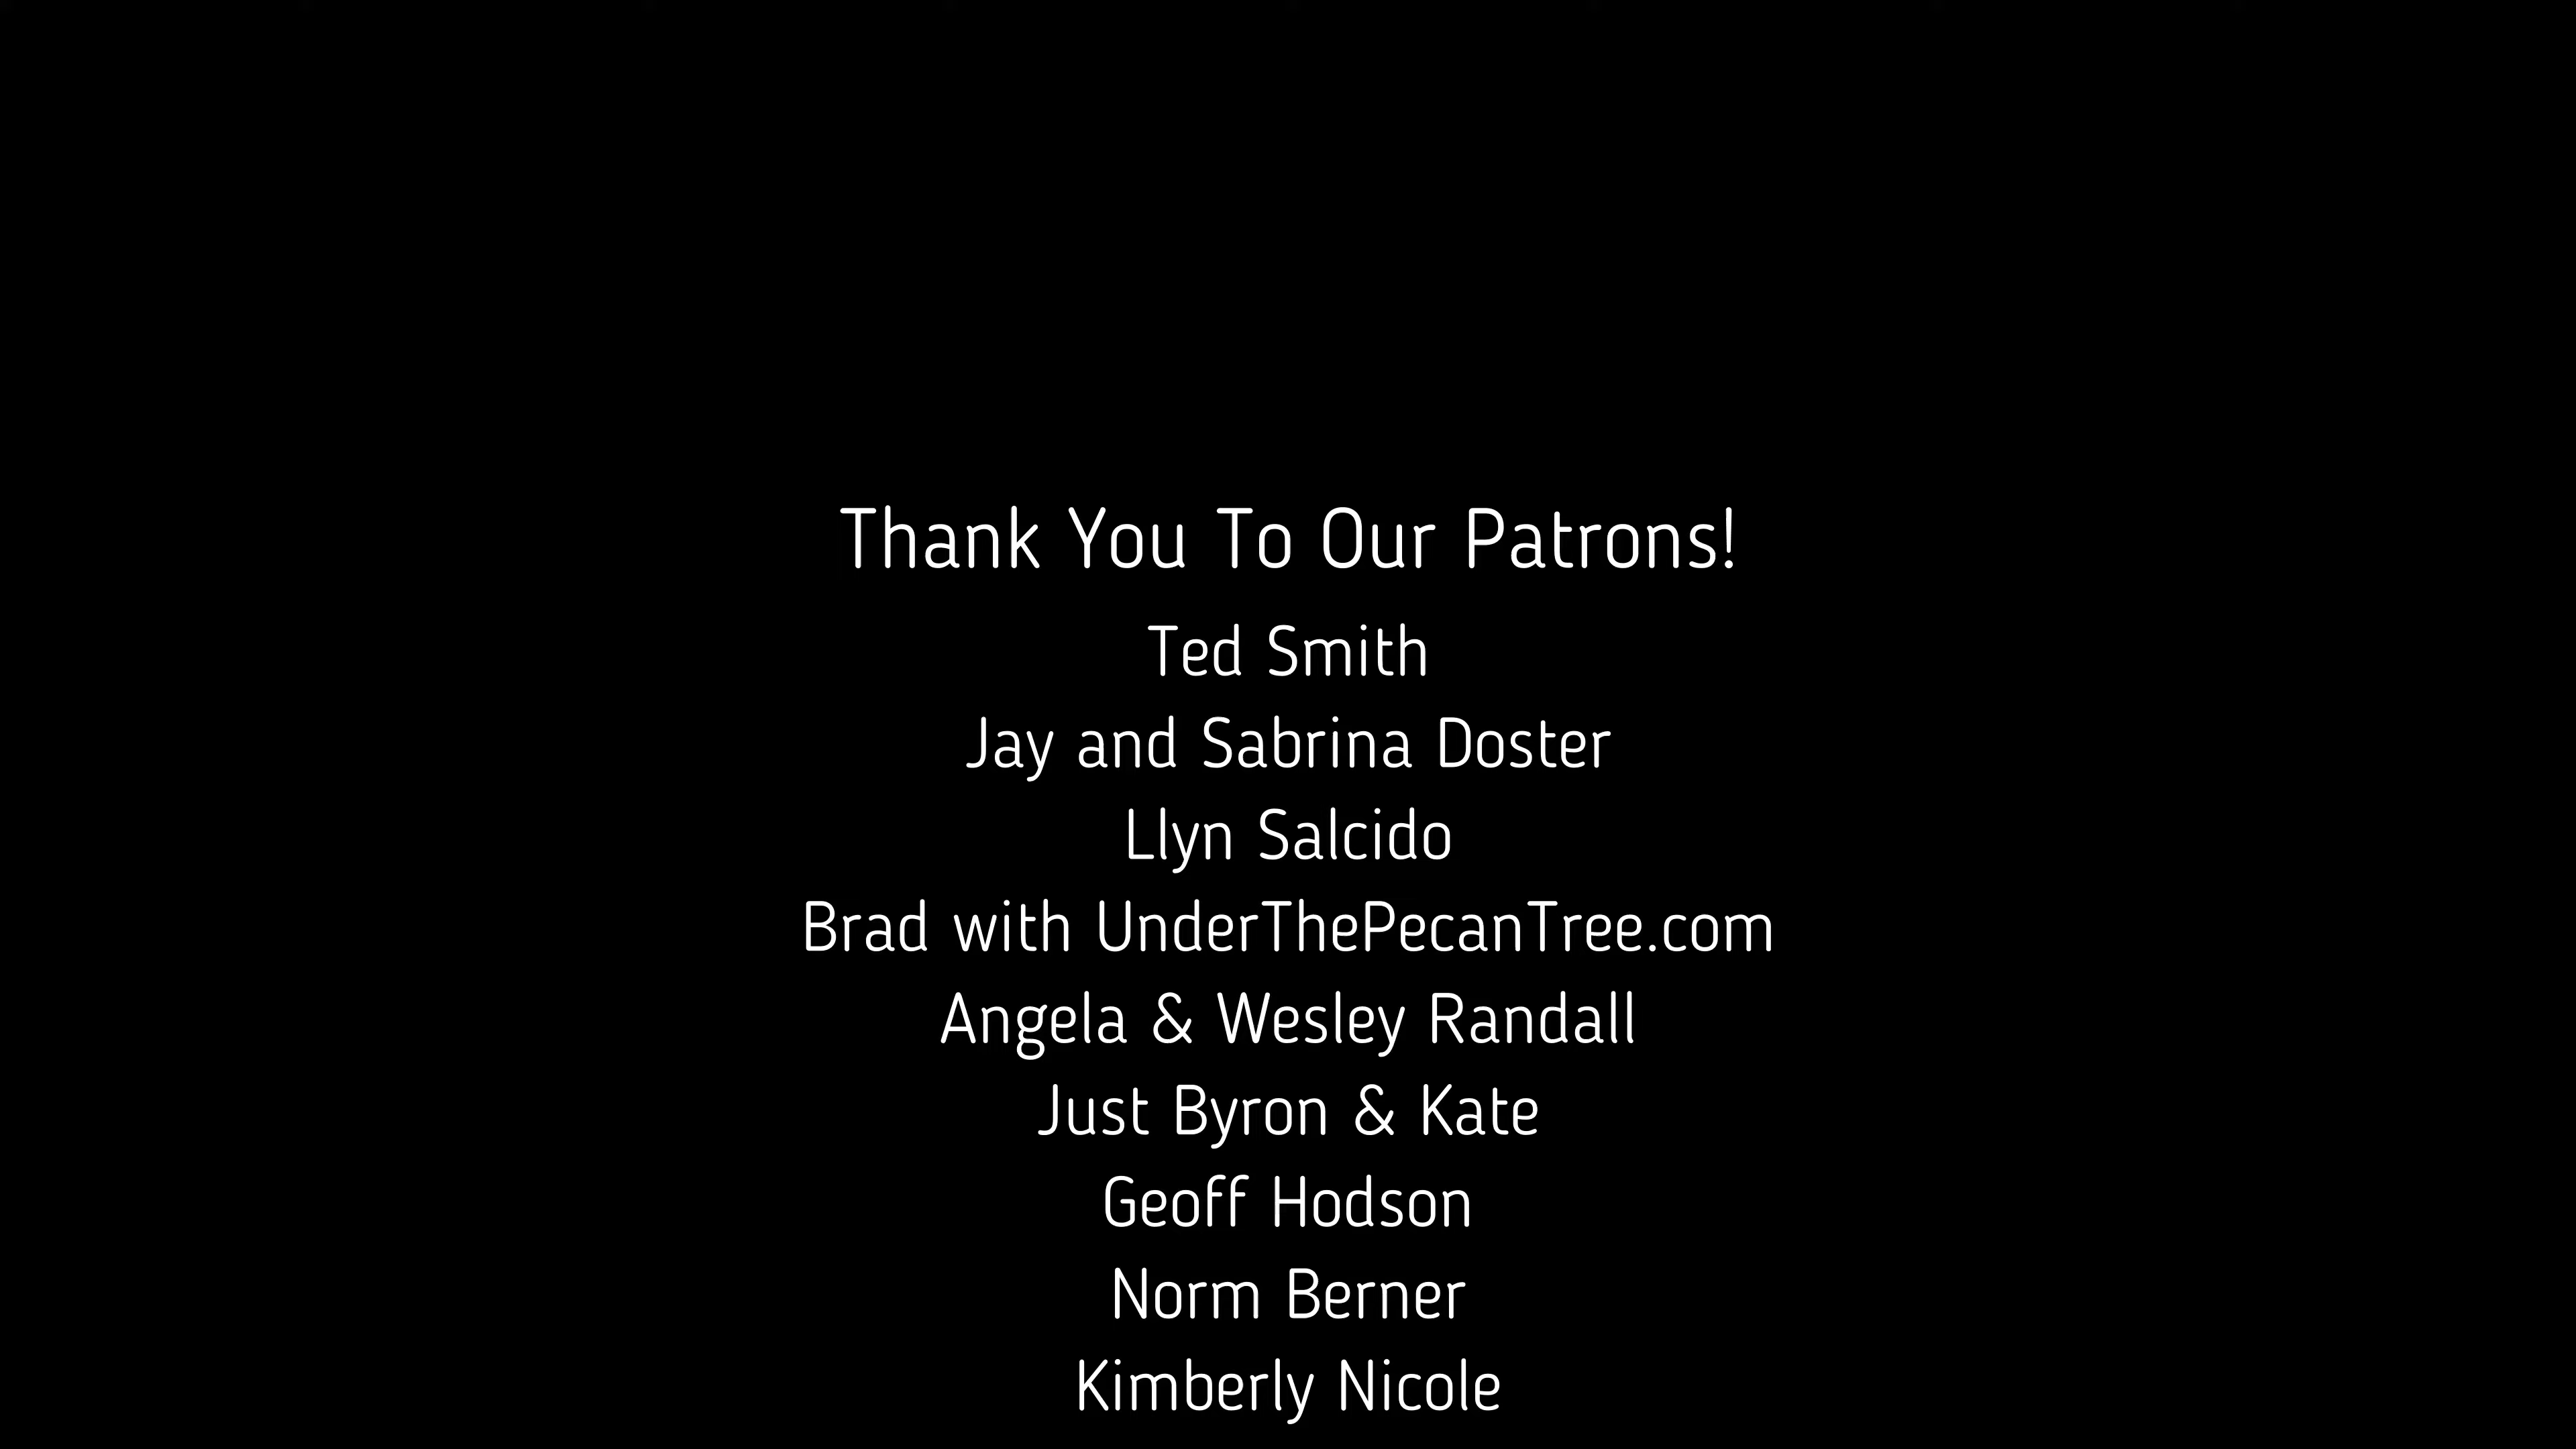 Thank You To Our Patrons!
Ted Smith
Jay and Sabrina Doster
Llyn Salcido
Brad with UnderThePecanTree.com
Angela & Wesley Randall
Just Byron & Kate
Geoff Hodson
Norm Berner
Kimberly Nicole